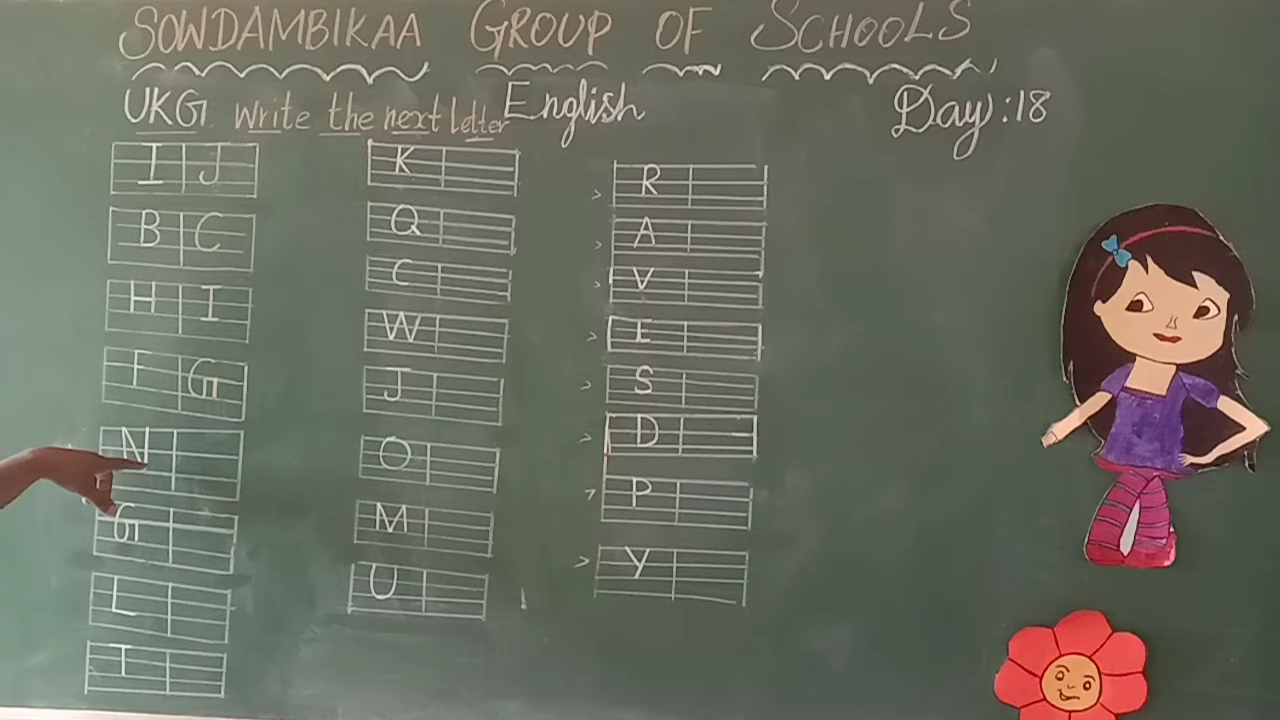 SOWDAMBIKAA GROUP OF SCHOOLS
UKG Write the next letter English Day:18
I J
B C
H I
F G
N
G
L
T
K
Q
C
W
J
O
M
U
> R
> A
> V
> E
> S
> D
> P
> Y